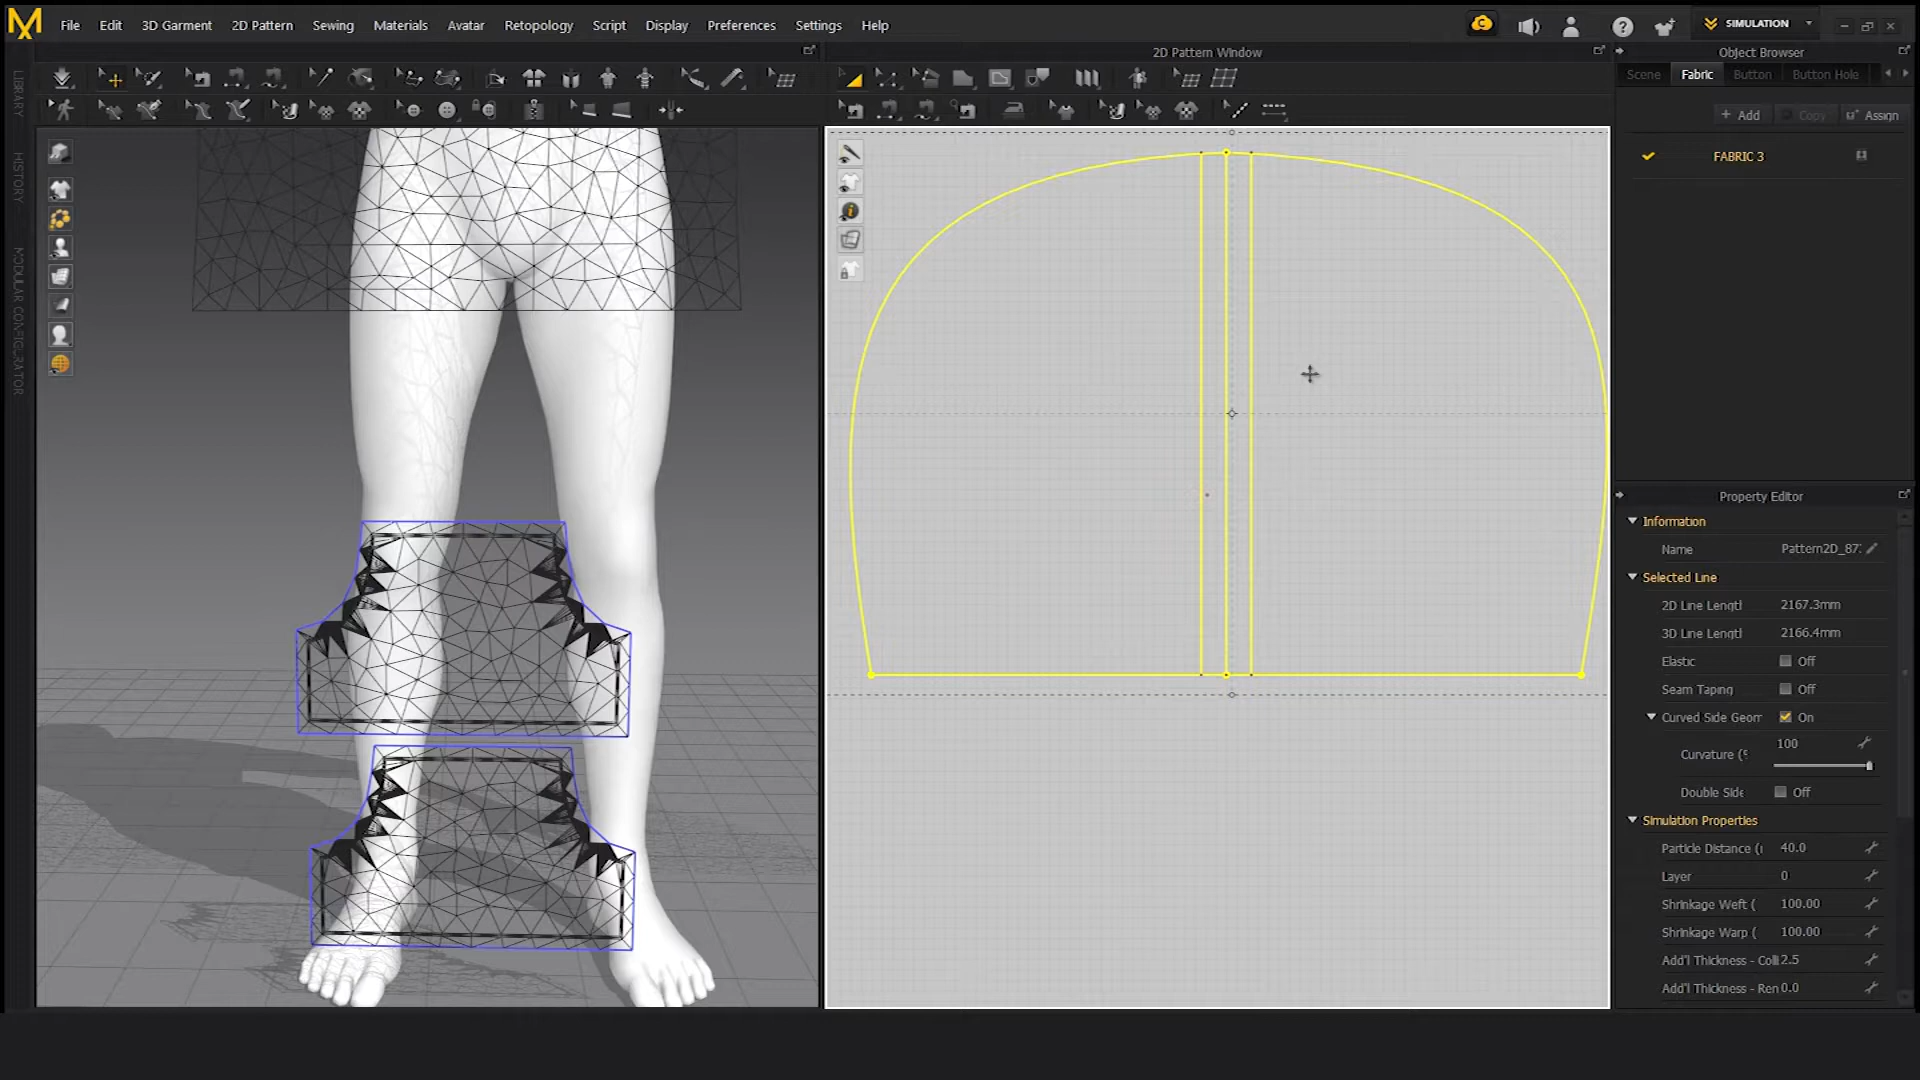 File Edit 3D Garment 2D Pattern Sewing Materials Avatar Retopology Script Display Preferences Settings Help
SIMULATION
2D Pattern Window
Object Browser
Scene Fabric Button Button Hole
+ Add Copy Assign
FABRIC 3
LIBRARY
HISTORY
MODULAR CONFIGURATOR
Property Editor
Information
Name Pattern2D_87
Selected Line
2D Line Lengtl 2167.3mm
3D Line Lengtl 2166.4mm
Elastic Off
Seam Taping Off
Curved Side Geom On
Curvature (% 100
Double Side Off
Simulation Properties
Particle Distance (I 40.0
Layer 0
Shrinkage Weft ( 100.00
Shrinkage Warp ( 100.00
Add'l Thickness - Colli 2.5
Add'l Thickness - Ren 0.0